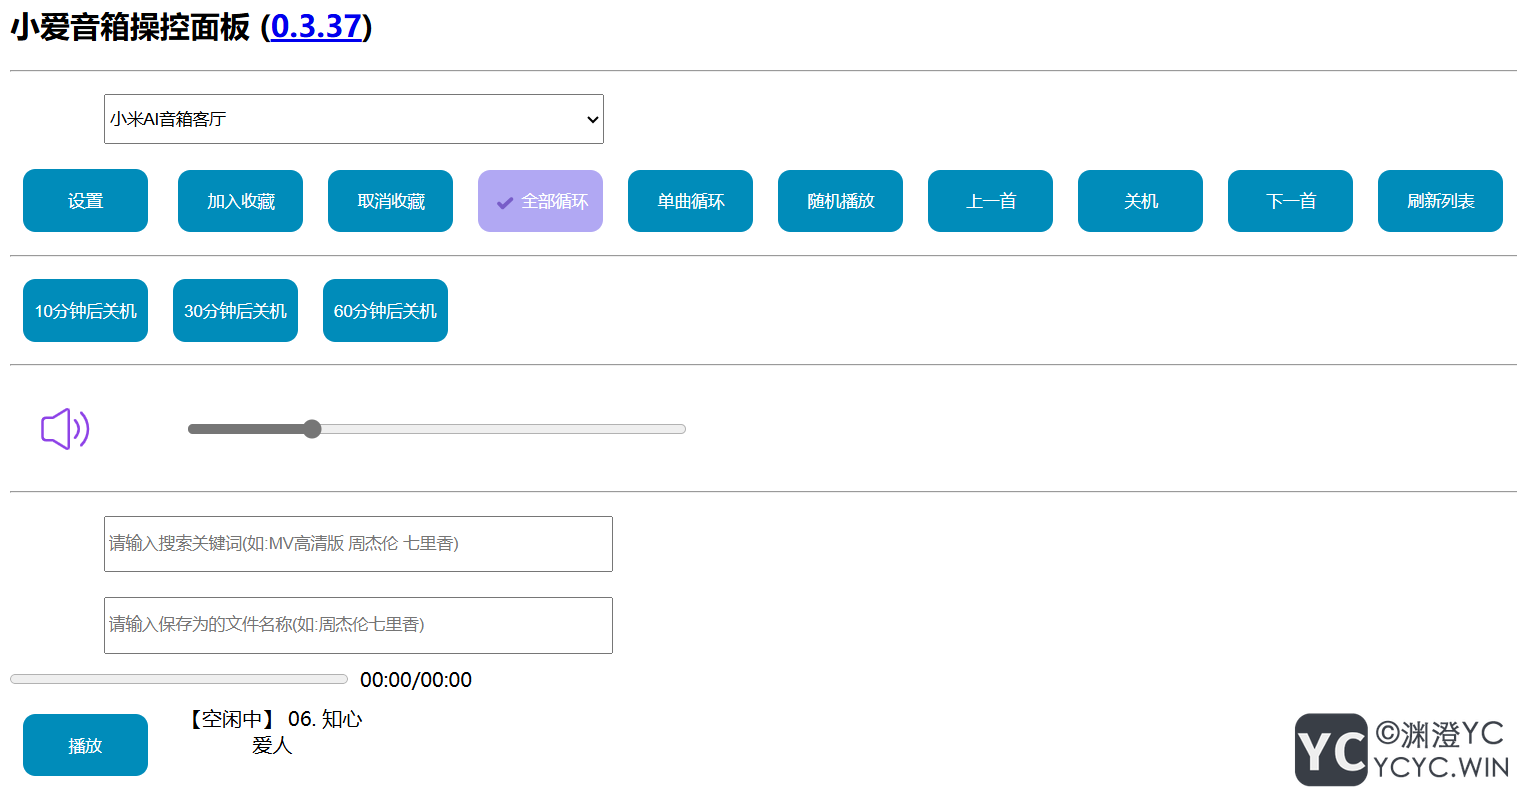 小爱音箱操控面板 (0.3.37)
小米AI音箱客厅
设置 加入收藏 取消收藏 全部循环 单曲循环 随机播放 上一首 关机 下一首 刷新列表
10分钟后关机 30分钟后关机 60分钟后关机
请输入搜索关键词(如:MV高清版 周杰伦 七里香)
请输入保存为的文件名称(如:周杰伦七里香)
00:00/00:00
播放
【空闲中】 06. 知心
爱人
YC
©渊澄YC
YCYC.WIN